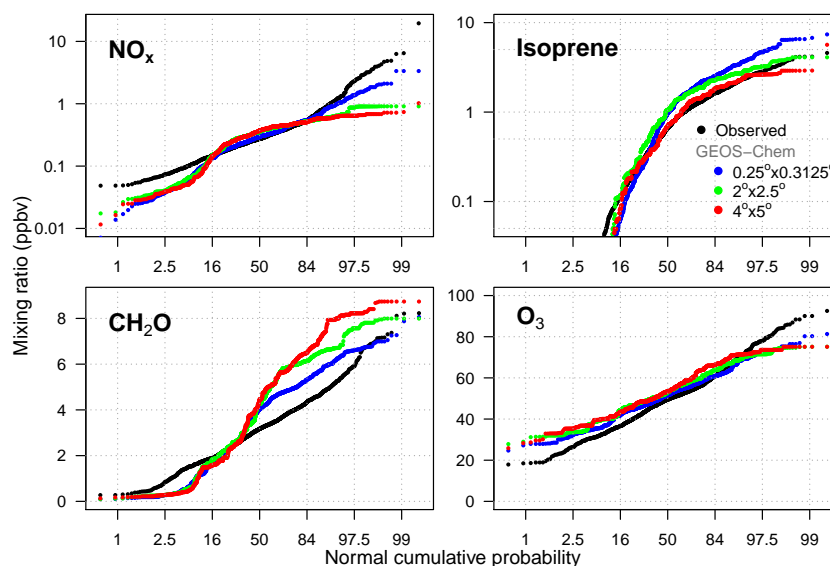 NOx
10
1
0.1
0.01
1 2.5 16 50 84 97.5 99
Isoprene
10
1
0.1
Observed
GEOS−Chem
0.25°x0.3125°
2°x2.5°
4°x5°
1 2.5 16 50 84 97.5 99
Mixing ratio (ppbv)
CH2O
8
6
4
2
0
1 2.5 16 50 84 97.5 99
O3
100
80
60
40
20
0
1 2.5 16 50 84 97.5 99
Normal cumulative probability